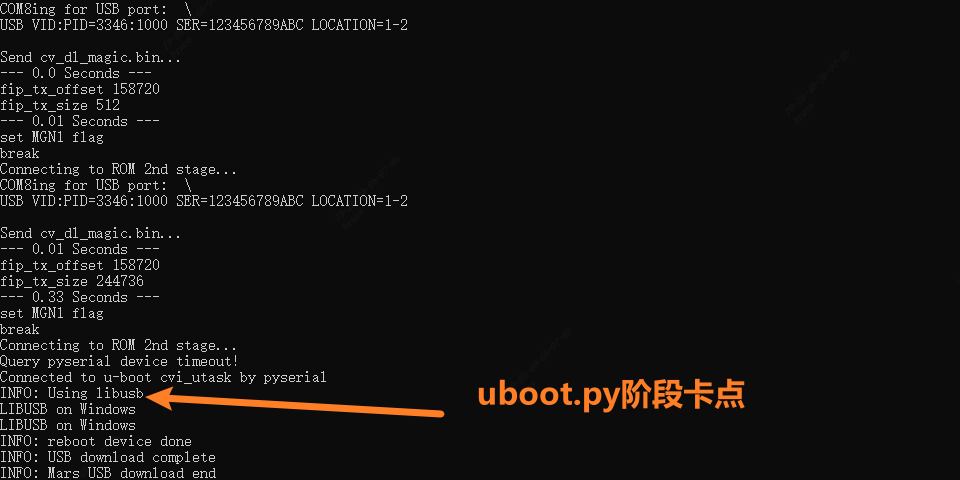 COM8ing for USB port:  \
USB VID:PID=3346:1000 SER=123456789ABC LOCATION=1-2
Send cv_dl_magic.bin...
--- 0.0 Seconds ---
fip_tx_offset 158720
fip_tx_size 512
--- 0.01 Seconds ---
set MGN1 flag
break
Connecting to ROM 2nd stage...
COM8ing for USB port:  \
USB VID:PID=3346:1000 SER=123456789ABC LOCATION=1-2
Send cv_dl_magic.bin...
--- 0.01 Seconds ---
fip_tx_offset 158720
fip_tx_size 244736
--- 0.33 Seconds ---
set MGN1 flag
break
Connecting to ROM 2nd stage...
Query pyserial device timeout!
Connected to u-boot cvi_utask by pyserial
INFO: Using libusb
LIBUSB on Windows
LIBUSB on Windows
INFO: reboot device done
INFO: USB download complete
INFO: Mars USB download end
uboot.py阶段卡点